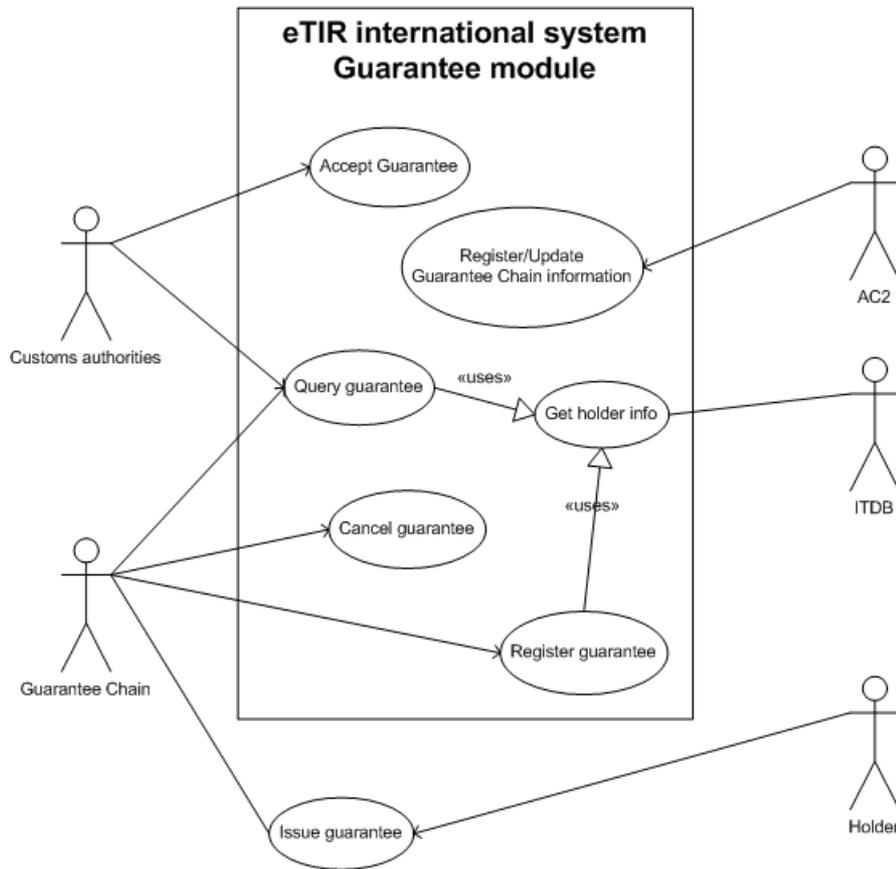 eTIR international system
Guarantee module
Accept Guarantee
Register/Update
Guarantee Chain information
AC2
Customs authorities
Query guarantee
«uses»
Get holder info
«uses»
ITDB
Cancel guarantee
Register guarantee
Guarantee Chain
Issue guarantee
Holder